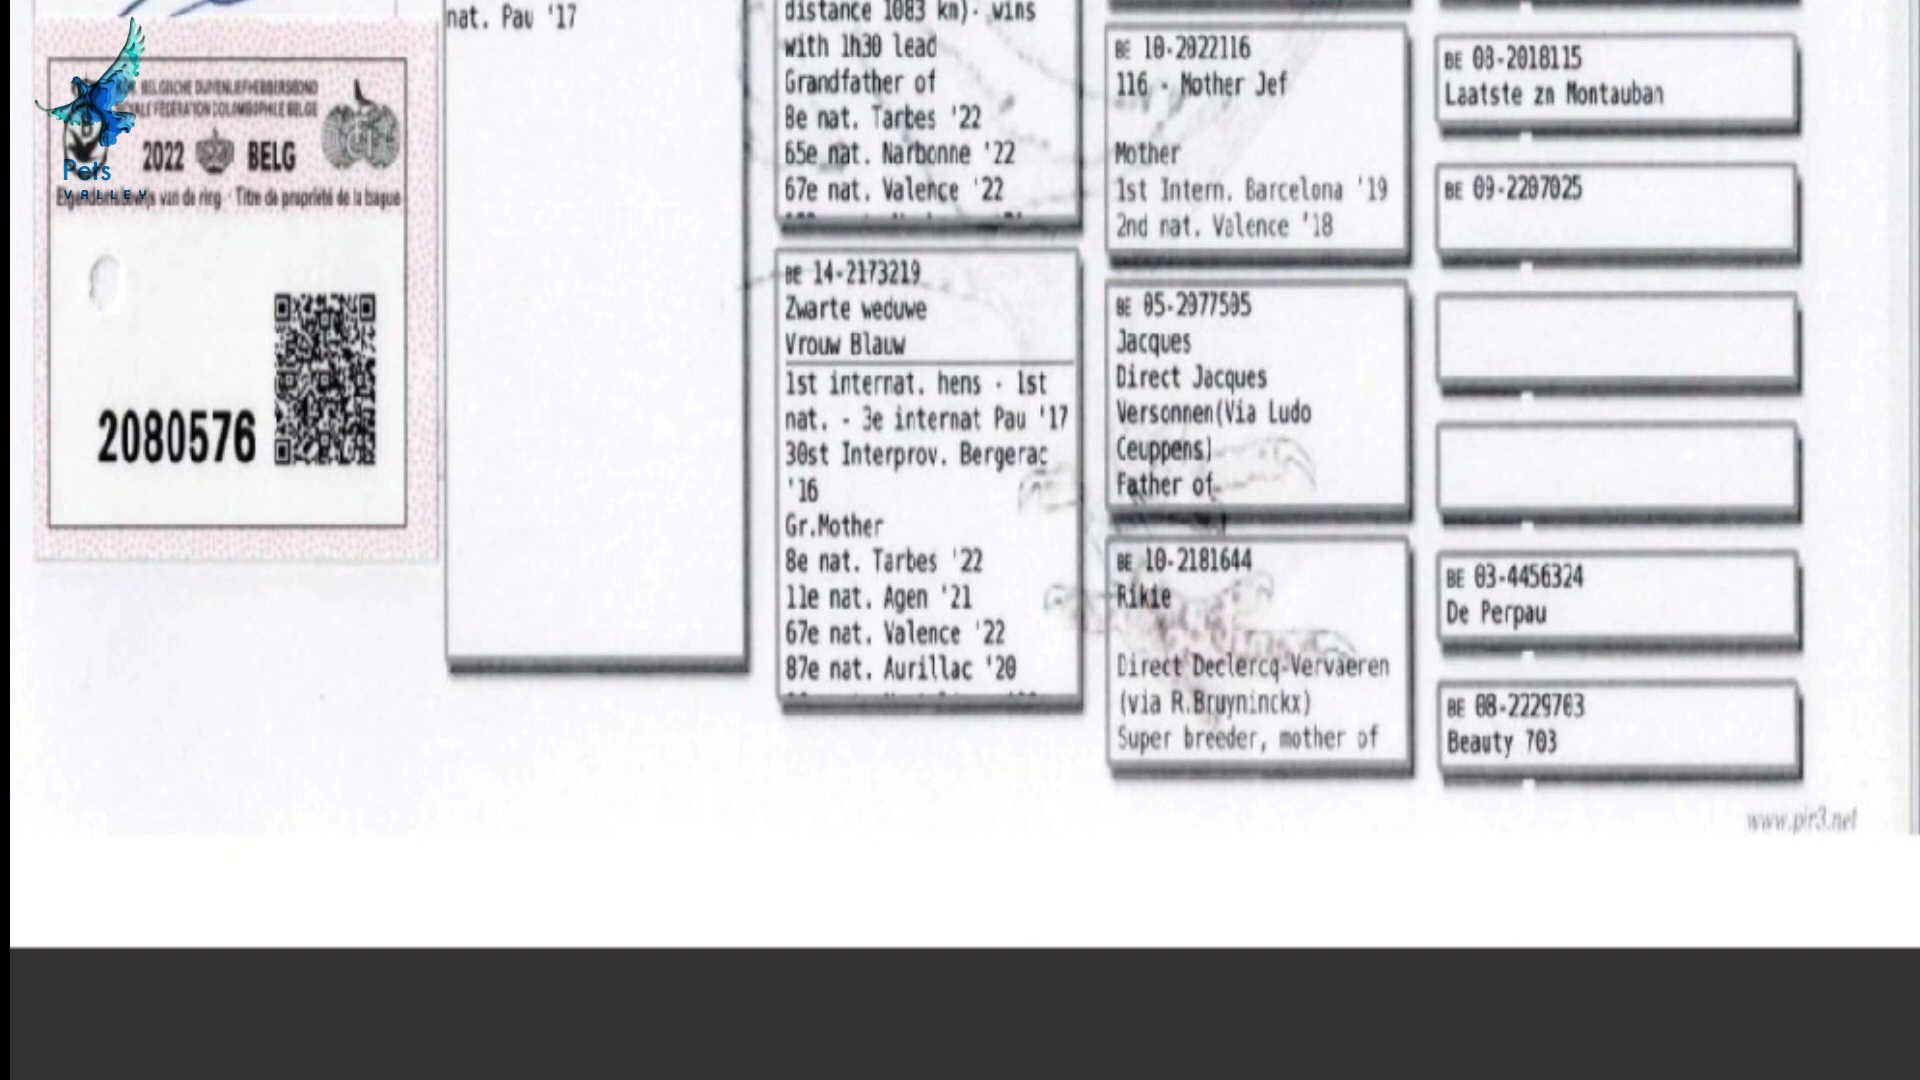 nat. Pau '17
KON. BELGISCHE DUIVENLIEFHEBBERSBOND
ROYALE FEDERATION COLOMBOPHILE BELGE
2022 BELG
Pets
VALLEY
van de ring - Titre de propriété de la bague
2080576
distance 1083 km)- wins
with 1h30 lead
Grandfather of
8e nat. Tarbes '22
65e nat. Narbonne '22
67e nat. Valence '22
BE 14-2173219
Zwarte weduwe
Vrouw Blauw
1st internat. hens - 1st
nat. - 3e internat Pau '17
30st Interprov. Bergerac
'16
Gr.Mother
8e nat. Tarbes '22
11e nat. Agen '21
67e nat. Valence '22
87e nat. Aurillac '20
BE 10-2022116
116 - Mother Jef
Mother
1st Intern. Barcelona '19
2nd nat. Valence '18
BE 05-2077505
Jacques
Direct Jacques
Versonnen(Via Ludo
Ceuppens)
Father of
BE 10-2181644
Rikie
Direct Declercq-Vervaeren
(via R.Bruyninckx)
Super breeder, mother of
BE 08-2018115
Laatste zn Montauban
BE 09-2207025
BE 03-4456324
De Perpau
BE 08-2229703
Beauty 703
www.pir3.net